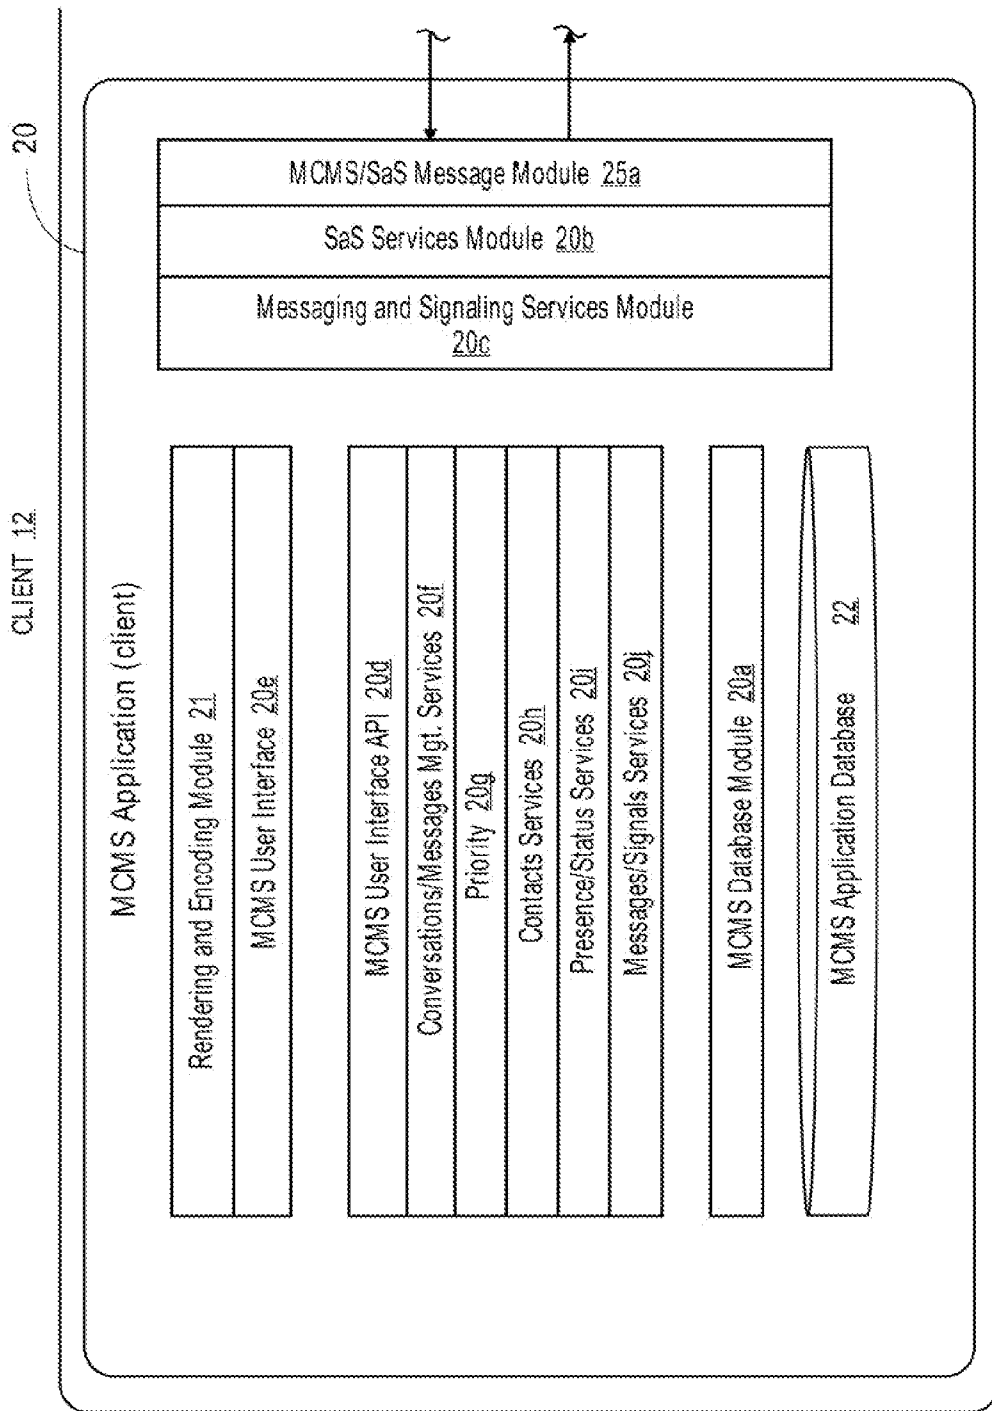 CLIENT 12
20
MCMS Application (client)
Rendering and Encoding Module 21
MCMS User Interface 20e
MCMS User Interface API 20d
Conversations/Messages Mgt. Services 20f
Priority 20g
Contacts Services 20h
Presence/Status Services 20i
Messages/Signals Services 20j
MCMS Database Module 20a
MCMS Application Database 22
MCMS/SaS Message Module 25a
SaS Services Module 20b
Messaging and Signaling Services Module
20c